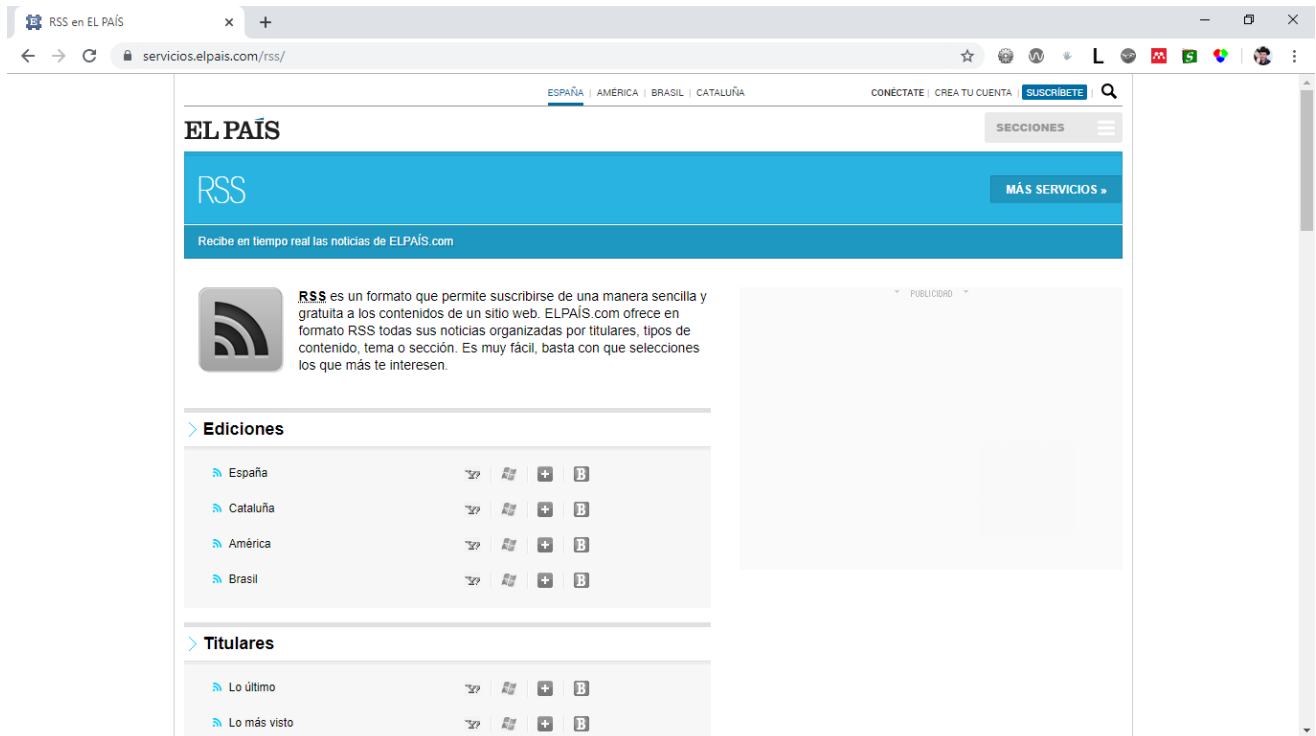 RSS en EL PAÍS
servicios.elpais.com/rss/
ESPAÑA | AMÉRICA | BRASIL | CATALUÑA
CONÉCTATE | CREA TU CUENTA | SUSCRÍBETE |
EL PAÍS
SECCIONES
RSS
MÁS SERVICIOS »
Recibe en tiempo real las noticias de ELPAÍS.com
RSS es un formato que permite suscribirse de una manera sencilla y
gratuita a los contenidos de un sitio web. ELPAÍS.com ofrece en
formato RSS todas sus noticias organizadas por titulares, tipos de
contenido, tema o sección. Es muy fácil, basta con que selecciones
los que más te interesen.
PUBLICIDAD
Ediciones
España
Cataluña
América
Brasil
Titulares
Lo último
Lo más visto